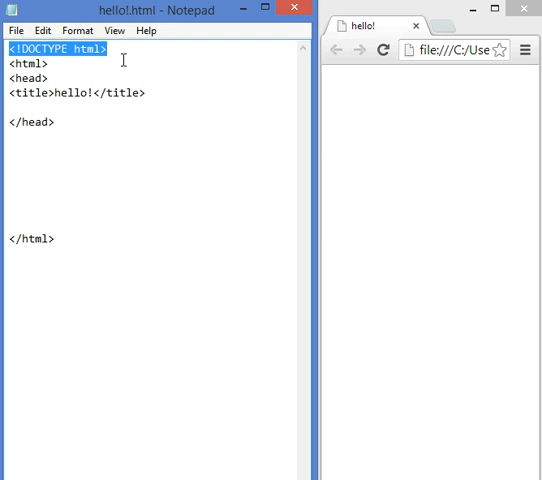 hello!.html - Notepad
File Edit Format View Help
<!DOCTYPE html>
<html>
<head>
<title>hello!</title>
</head>
</html>
hello!
file:///C:/Use